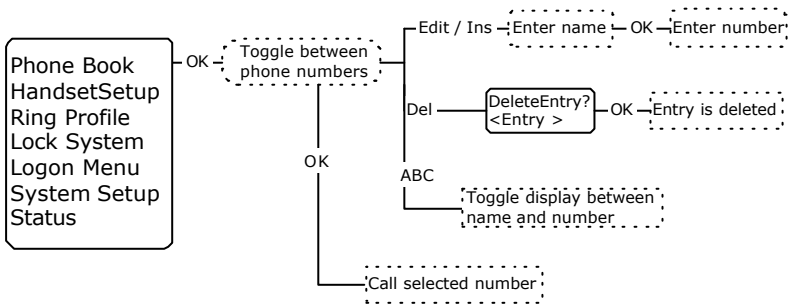 Phone Book
HandsetSetup
Ring Profile
Lock System
Logon Menu
System Setup
Status
OK
Toggle between
phone numbers
Edit / Ins
Enter name
OK
Enter number
Del
DeleteEntry?
<Entry >
OK
Entry is deleted
ABC
Toggle display between
name and number
OK
Call selected number